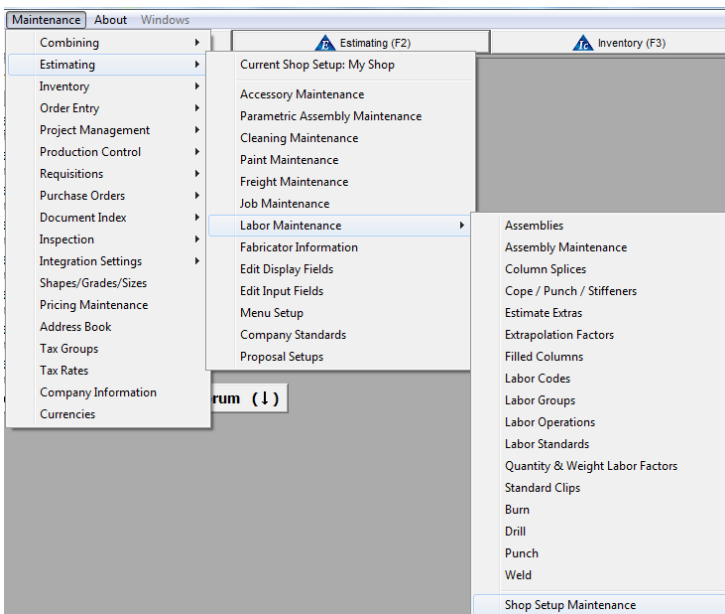 Maintenance About Windows
Estimating (F2)
Inventory (F3)
Combining
Estimating
Inventory
Order Entry
Project Management
Production Control
Requisitions
Purchase Orders
Document Index
Inspection
Integration Settings
Shapes/Grades/Sizes
Pricing Maintenance
Address Book
Tax Groups
Tax Rates
Company Information
Currencies
Current Shop Setup: My Shop
Accessory Maintenance
Parametric Assembly Maintenance
Cleaning Maintenance
Paint Maintenance
Freight Maintenance
Job Maintenance
Labor Maintenance
Fabricator Information
Edit Display Fields
Edit Input Fields
Menu Setup
Company Standards
Proposal Setups
rum (↓)
Assemblies
Assembly Maintenance
Column Splices
Cope / Punch / Stiffeners
Estimate Extras
Extrapolation Factors
Filled Columns
Labor Codes
Labor Groups
Labor Operations
Labor Standards
Quantity & Weight Labor Factors
Standard Clips
Burn
Drill
Punch
Weld
Shop Setup Maintenance